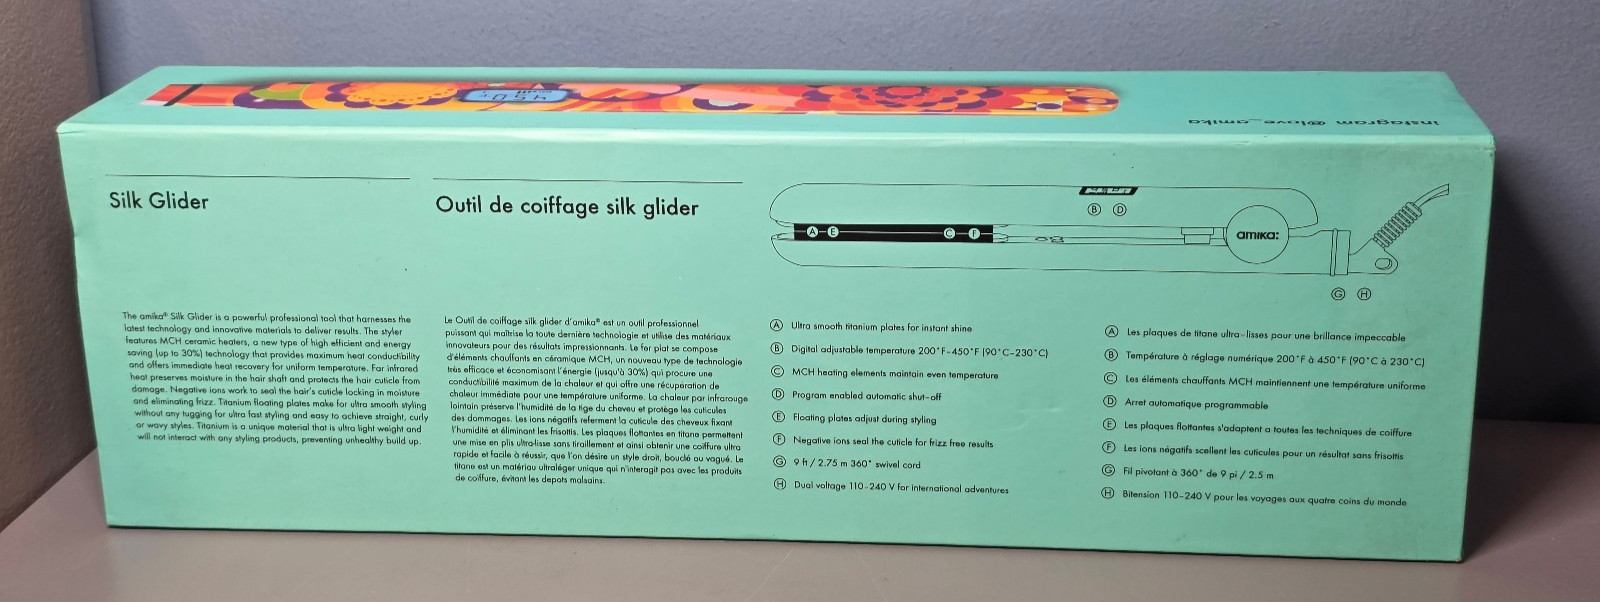 instagram @love_amika
450°F
Silk Glider
The amika® Silk Glider is a powerful professional tool that harnesses the
latest technology and innovative materials to deliver results. The styler
features MCH ceramic heaters, a new type of high efficient and energy
saving (up to 30%) technology that provides maximum heat conductibility
and offers immediate heat recovery for uniform temperature. Far infrared
heat preserves moisture in the hair shaft and protects the hair cuticle from
damage. Negative ions work to seal the hair's cuticle locking in moisture
and eliminating frizz. Titanium floating plates make for ultra smooth styling
without any tugging for ultra fast styling and easy to achieve straight, curly
or wavy styles. Titanium is a unique material that is ultra light weight and
will not interact with any styling products, preventing unhealthy build up.
Outil de coiffage silk glider
Le Outil de coiffage silk glider d'amika® est un outil professionnel
puissant qui maîtrise la toute dernière technologie et utilise des matériaux
innovateurs pour des résultats impressionnants. Le fer plat se compose
d'éléments chauffants en céramique MCH, un nouveau type de technologie
très efficace et économisant l'énergie (jusqu'à 30%) qui procure une
conductibilité maximum de la chaleur et qui offre une récupération de
chaleur immédiate pour une température uniforme. La chaleur par infrarouge
lointain préserve l'humidité de la tige du cheveu et protège les cuticules
des dommages. Les ions négatifs referment la cuticule des cheveux fixant
l'humidité et éliminant les frisottis. Les plaques flottantes en titane permettent
une mise en plis ultra-lisse sans tiraillement et ainsi obtenir une coiffure ultra
rapide et facile à réussir, que l'on désire un style droit, bouclé ou vagué. Le
titane est un matériau ultraléger unique qui n'interagit pas avec les produits
de coiffure, évitant les depots malsains.
B D
A E C F
amika:
G H
A Ultra smooth titanium plates for instant shine
B Digital adjustable temperature 200°F-450°F (90°C-230°C)
C MCH heating elements maintain even temperature
D Program enabled automatic shut-off
E Floating plates adjust during styling
F Negative ions seal the cuticle for frizz free results
G 9 ft / 2.75 m 360° swivel cord
H Dual voltage 110-240 V for international adventures
A Les plaques de titane ultra-lisses pour une brillance impeccable
B Température à réglage numérique 200°F à 450°F (90°C à 230°C)
C Les éléments chauffants MCH maintiennent une température uniforme
D Arret automatique programmable
E Les plaques flottantes s'adaptent a toutes les techniques de coiffure
F Les ions négatifs scellent les cuticules pour un résultat sans frisottis
G Fil pivotant à 360° de 9 pi / 2.5 m
H Bitension 110-240 V pour les voyages aux quatre coins du monde